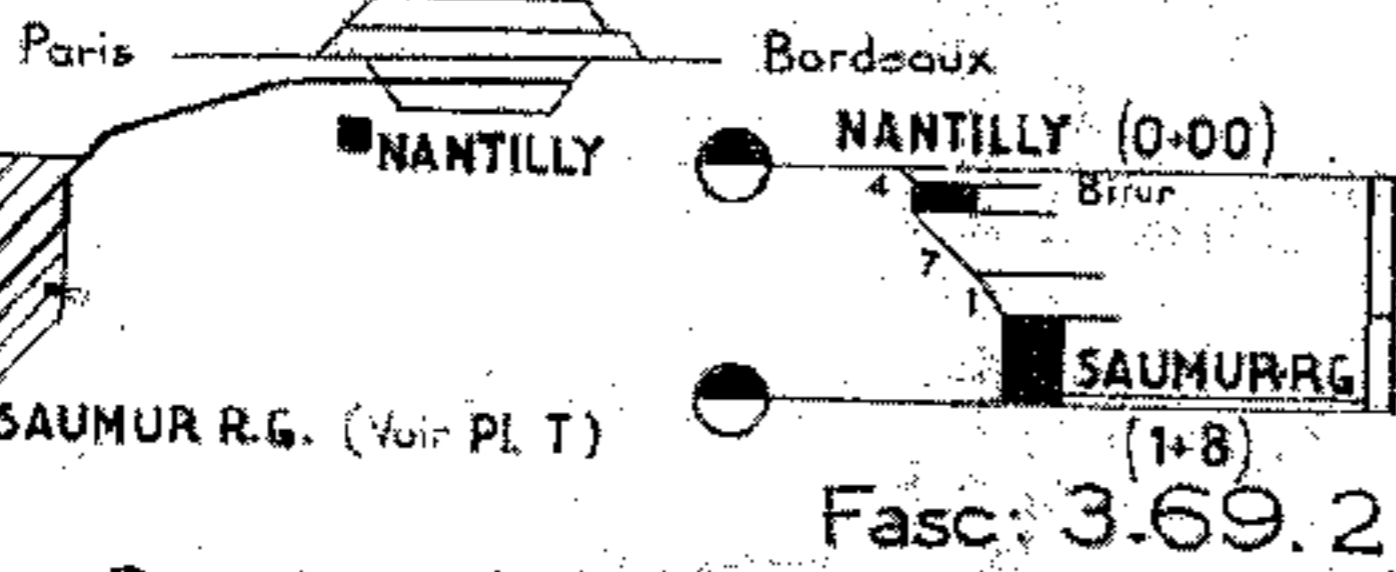 Paris
Bordeaux
NANTILLY
NANTILLY (0+00)
4
Bifur
7
1
SAUMUR-RG
SAUMUR R.G. (Voir Pl. T)
(1+8)
Fasc: 3.69.2